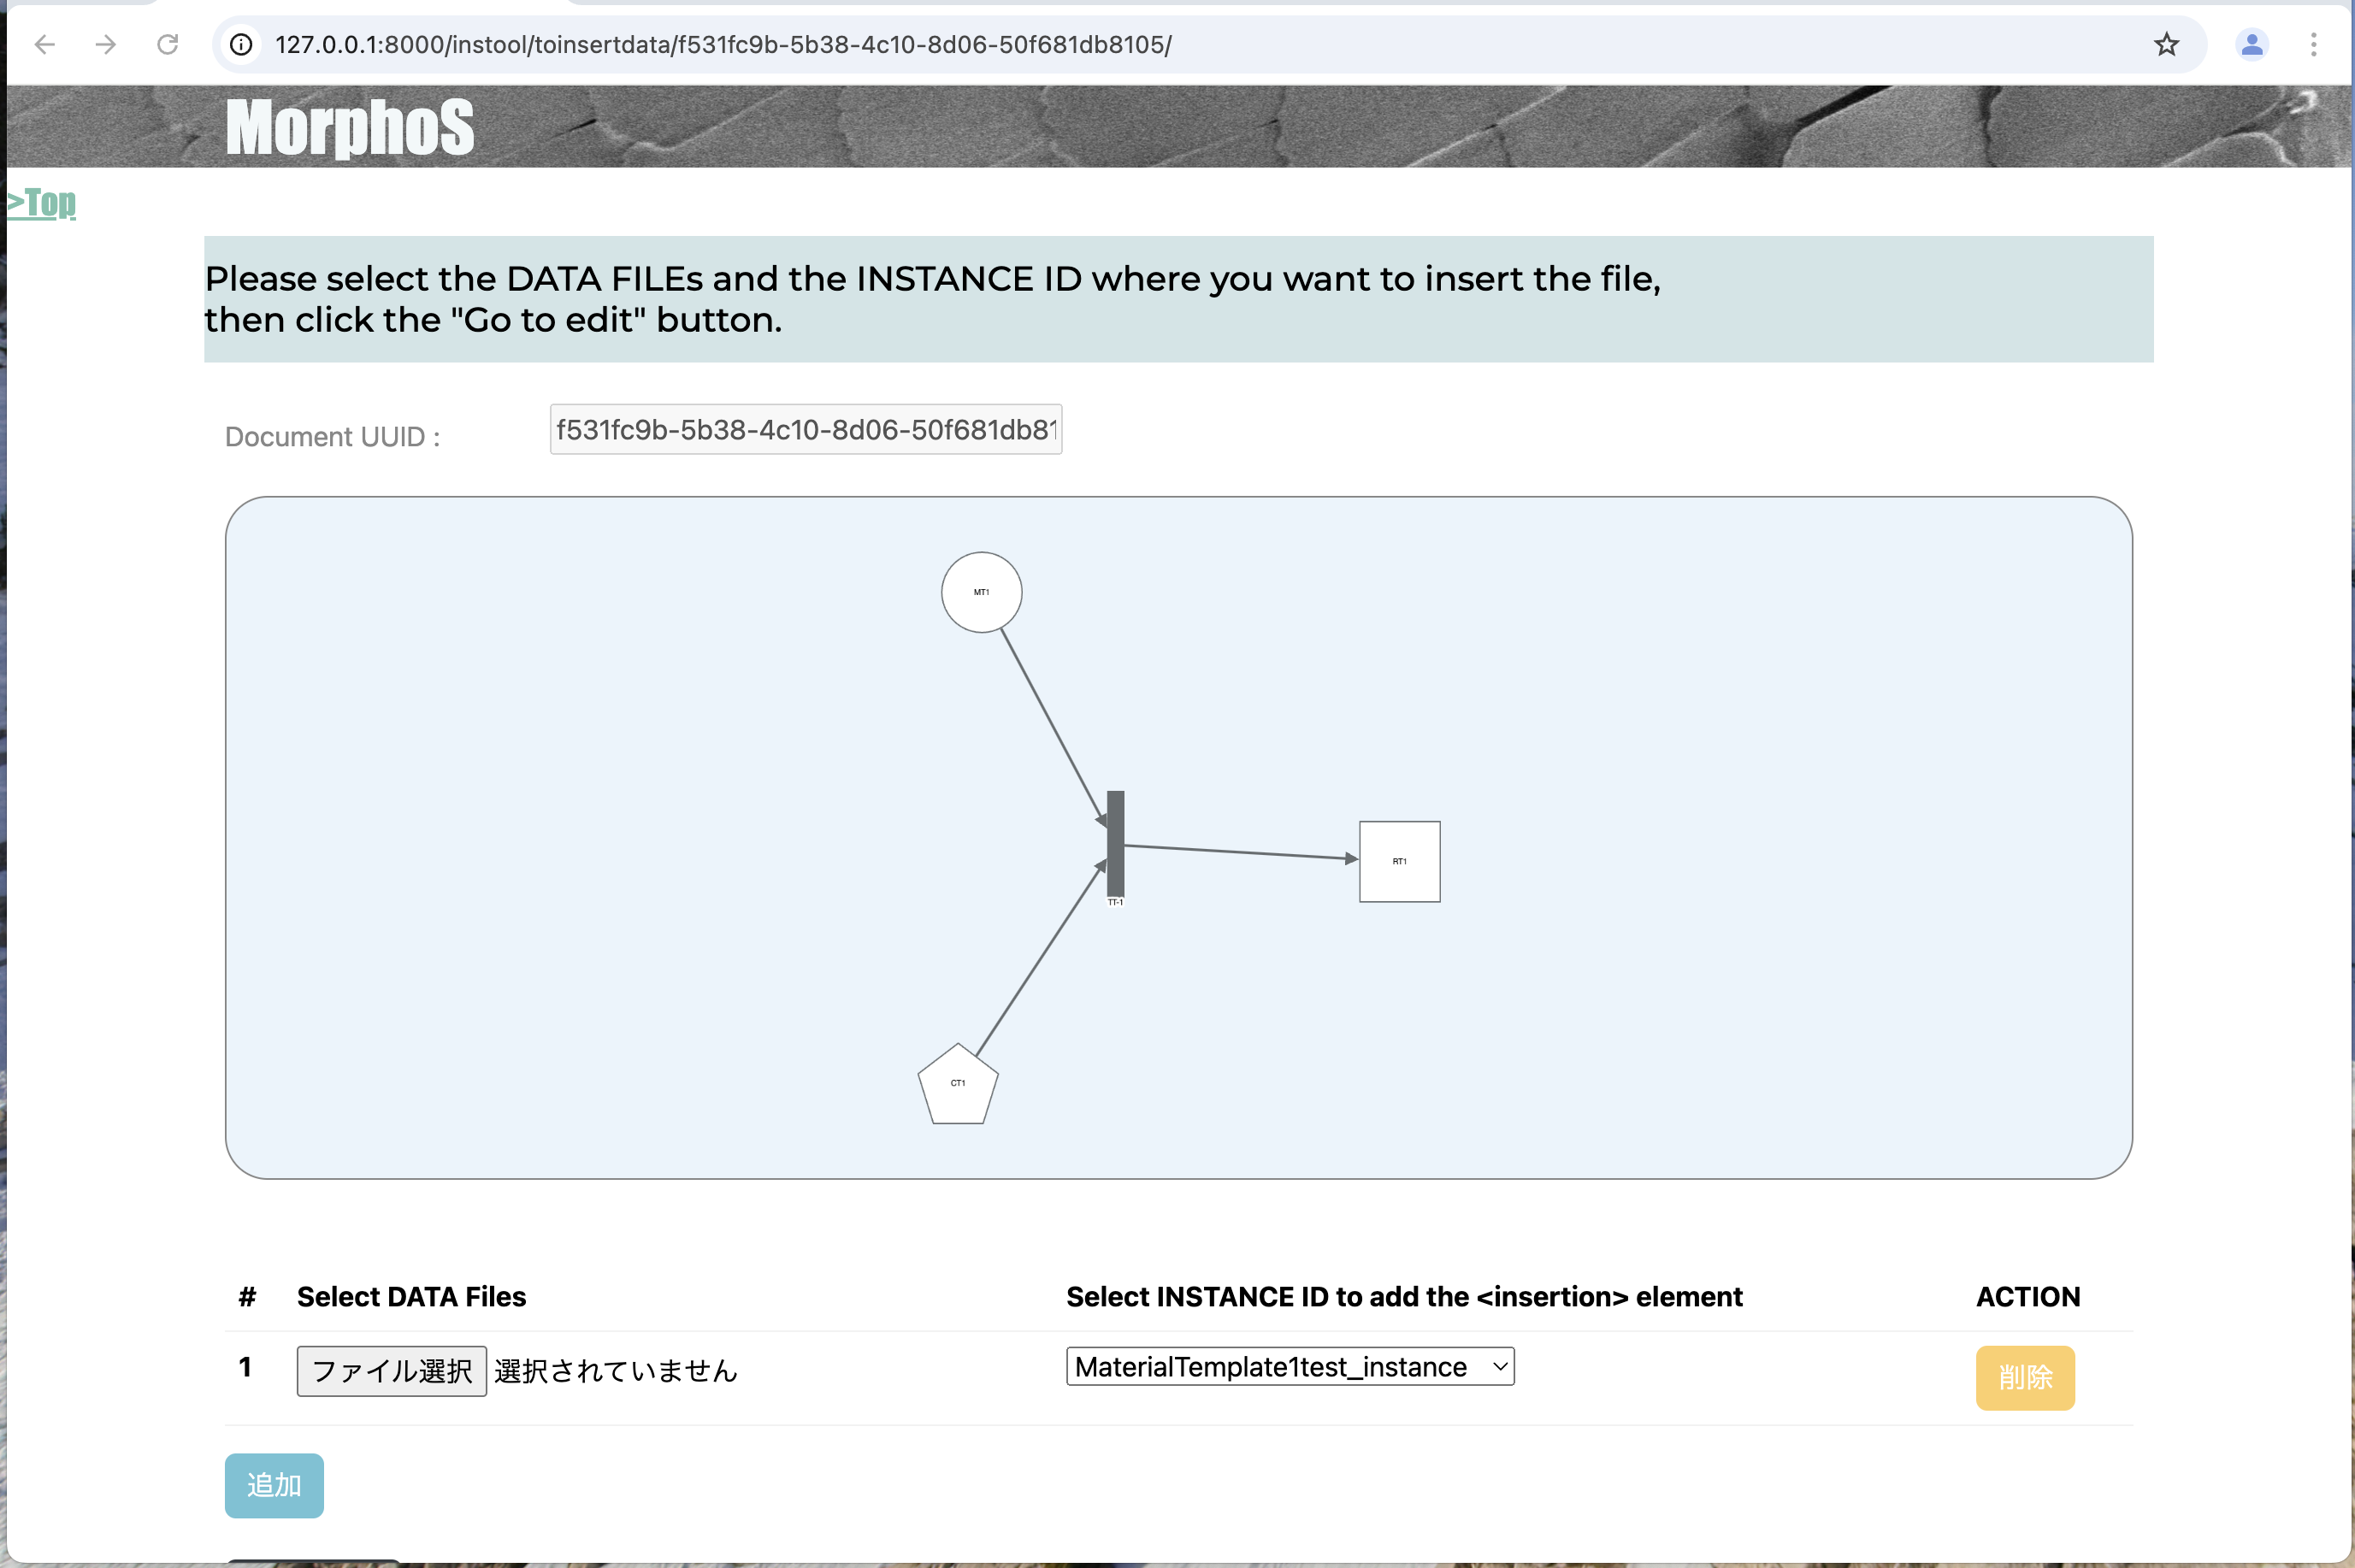 127.0.0.1:8000/instool/toinsertdata/f531fc9b-5b38-4c10-8d06-50f681db8105/
MorphoS
>Top
Please select the DATA FILEs and the INSTANCE ID where you want to insert the file,
then click the "Go to edit" button.
Document UUID : f531fc9b-5b38-4c10-8d06-50f681db81
MT1
RT1
TT-1
CT1
# Select DATA Files Select INSTANCE ID to add the <insertion> element ACTION
1 ファイル選択 選択されていません MaterialTemplate1test_instance 削除
追加